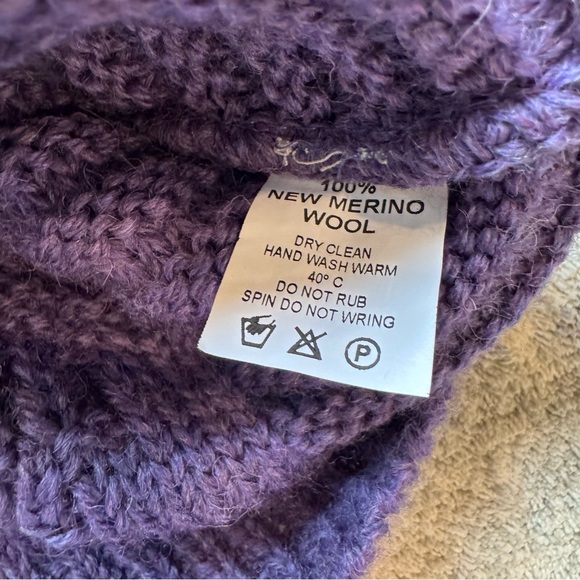 100%
NEW MERINO
WOOL
DRY CLEAN
HAND WASH WARM
40° C
DO NOT RUB
SPIN DO NOT WRING
P